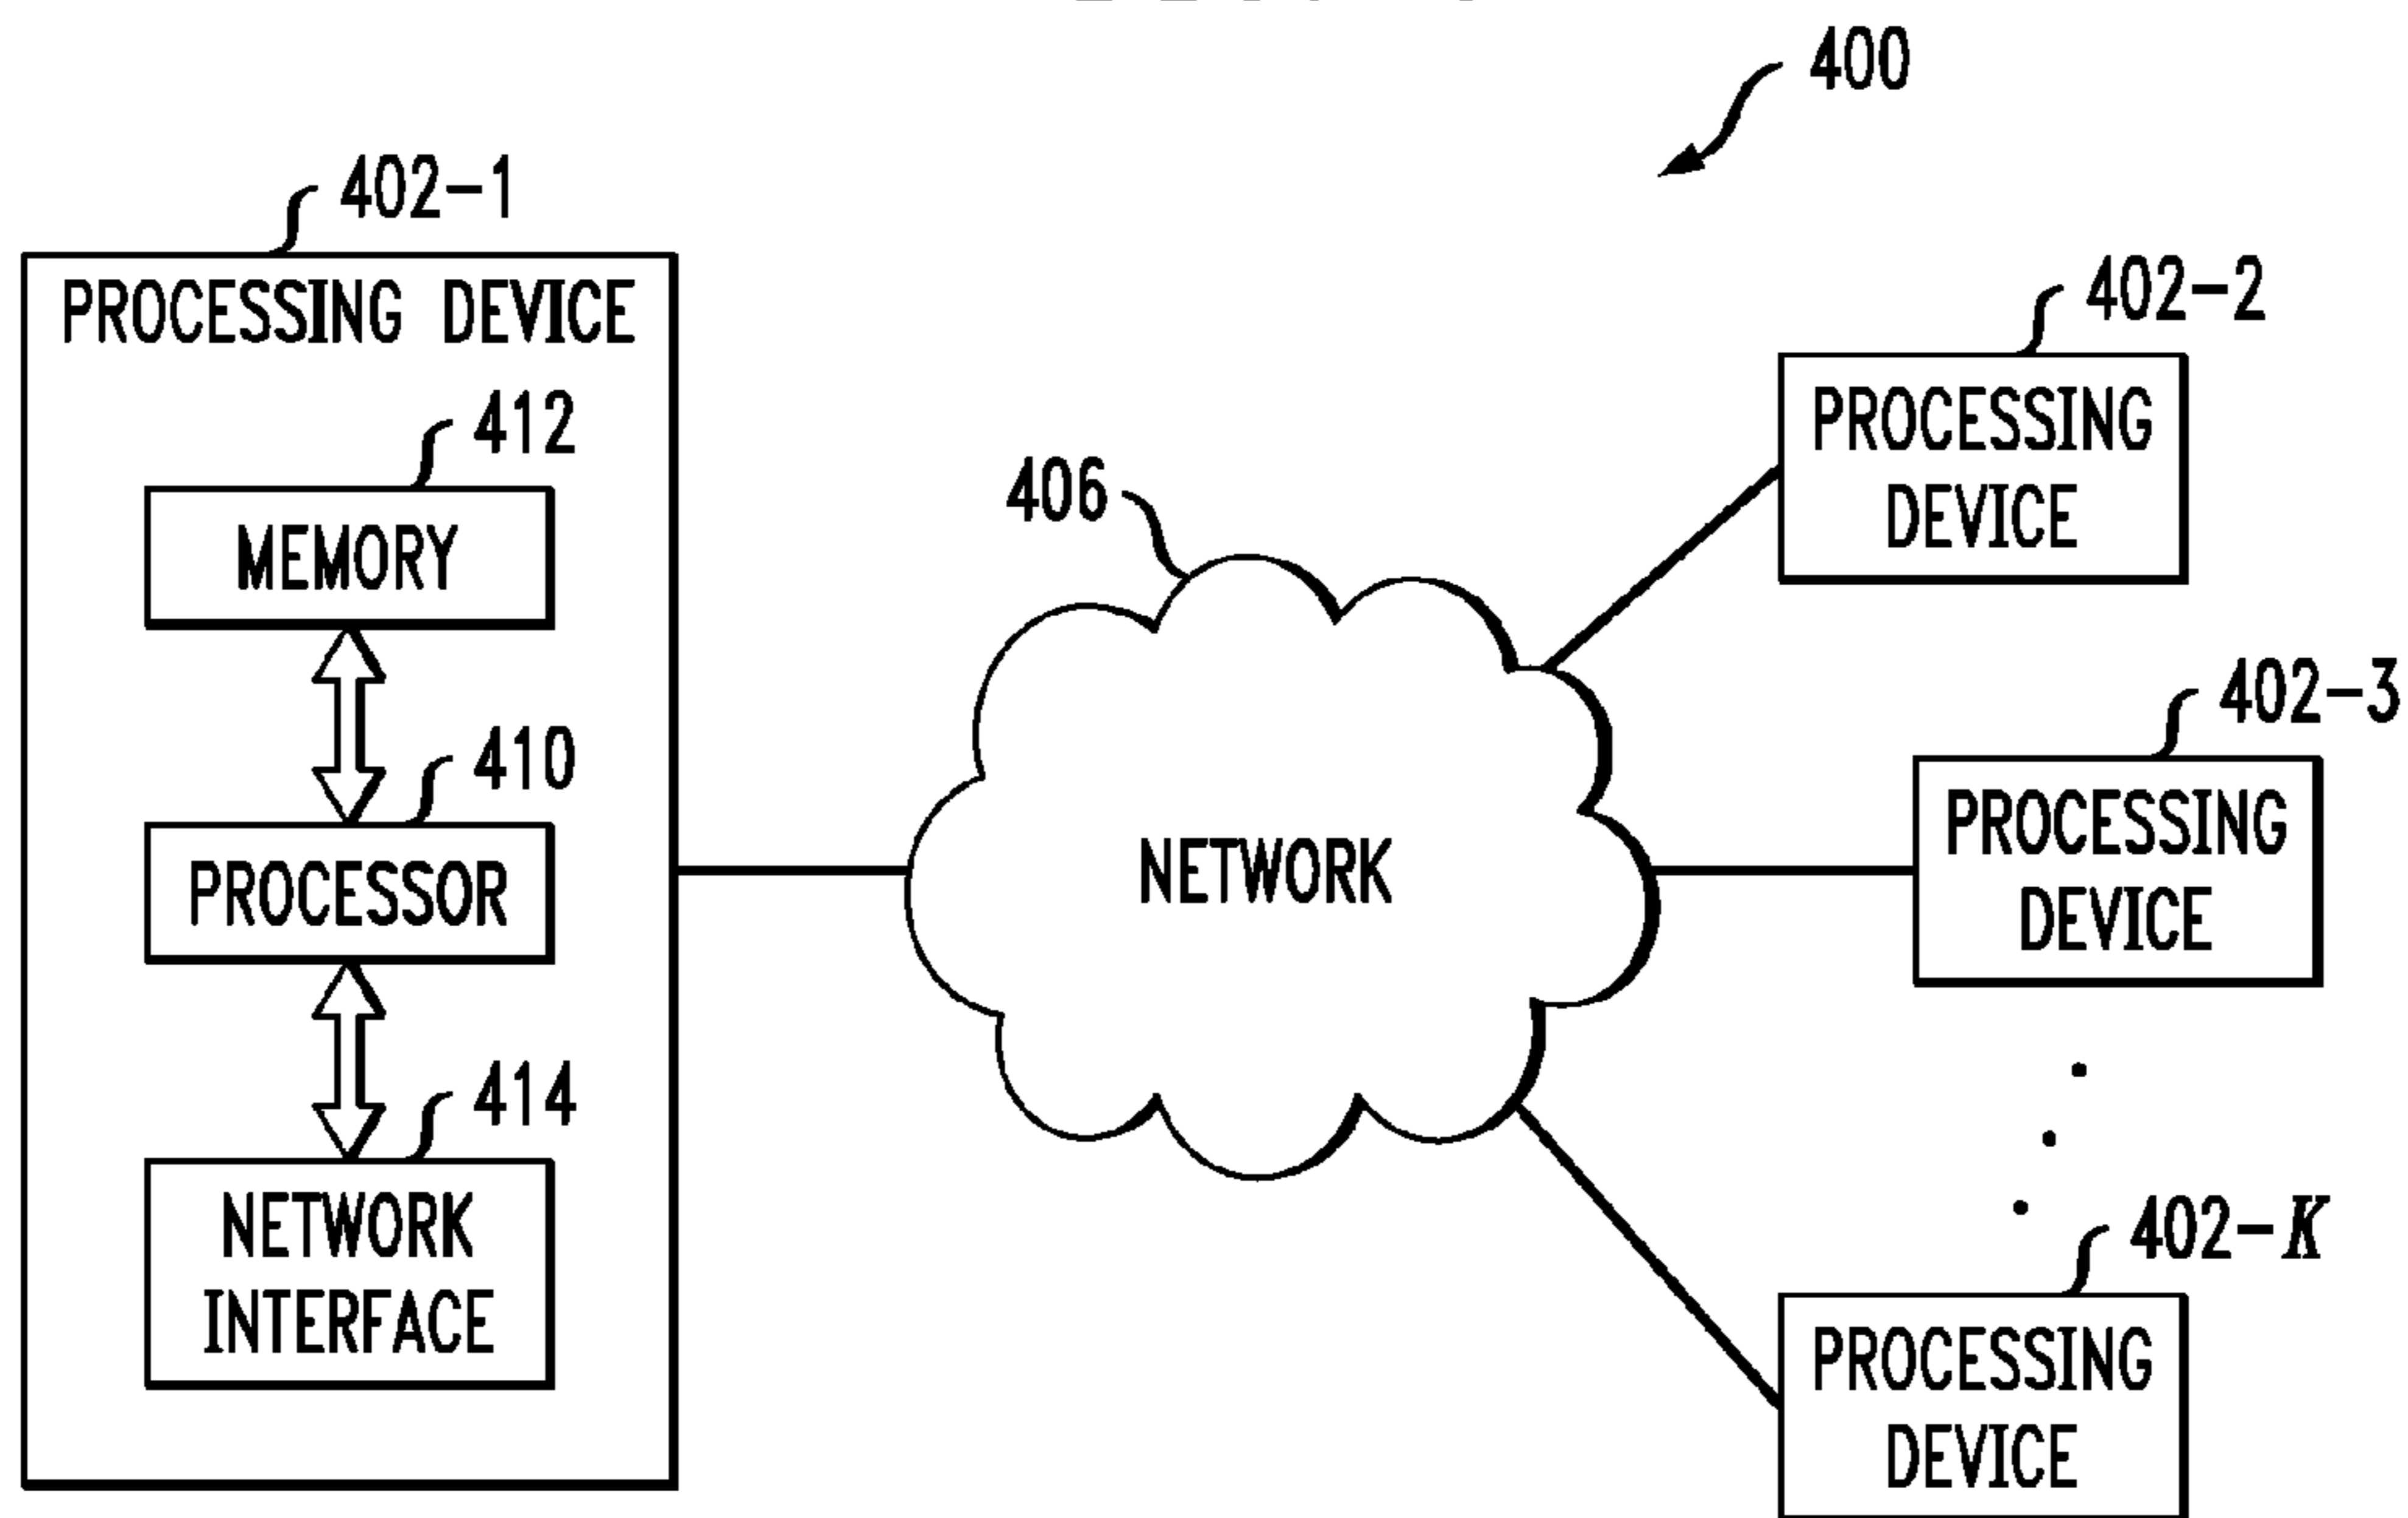 400
402-1
PROCESSING DEVICE
412
MEMORY
410
PROCESSOR
414
NETWORK
INTERFACE
406
NETWORK
402-2
PROCESSING
DEVICE
402-3
PROCESSING
DEVICE
402-K
PROCESSING
DEVICE